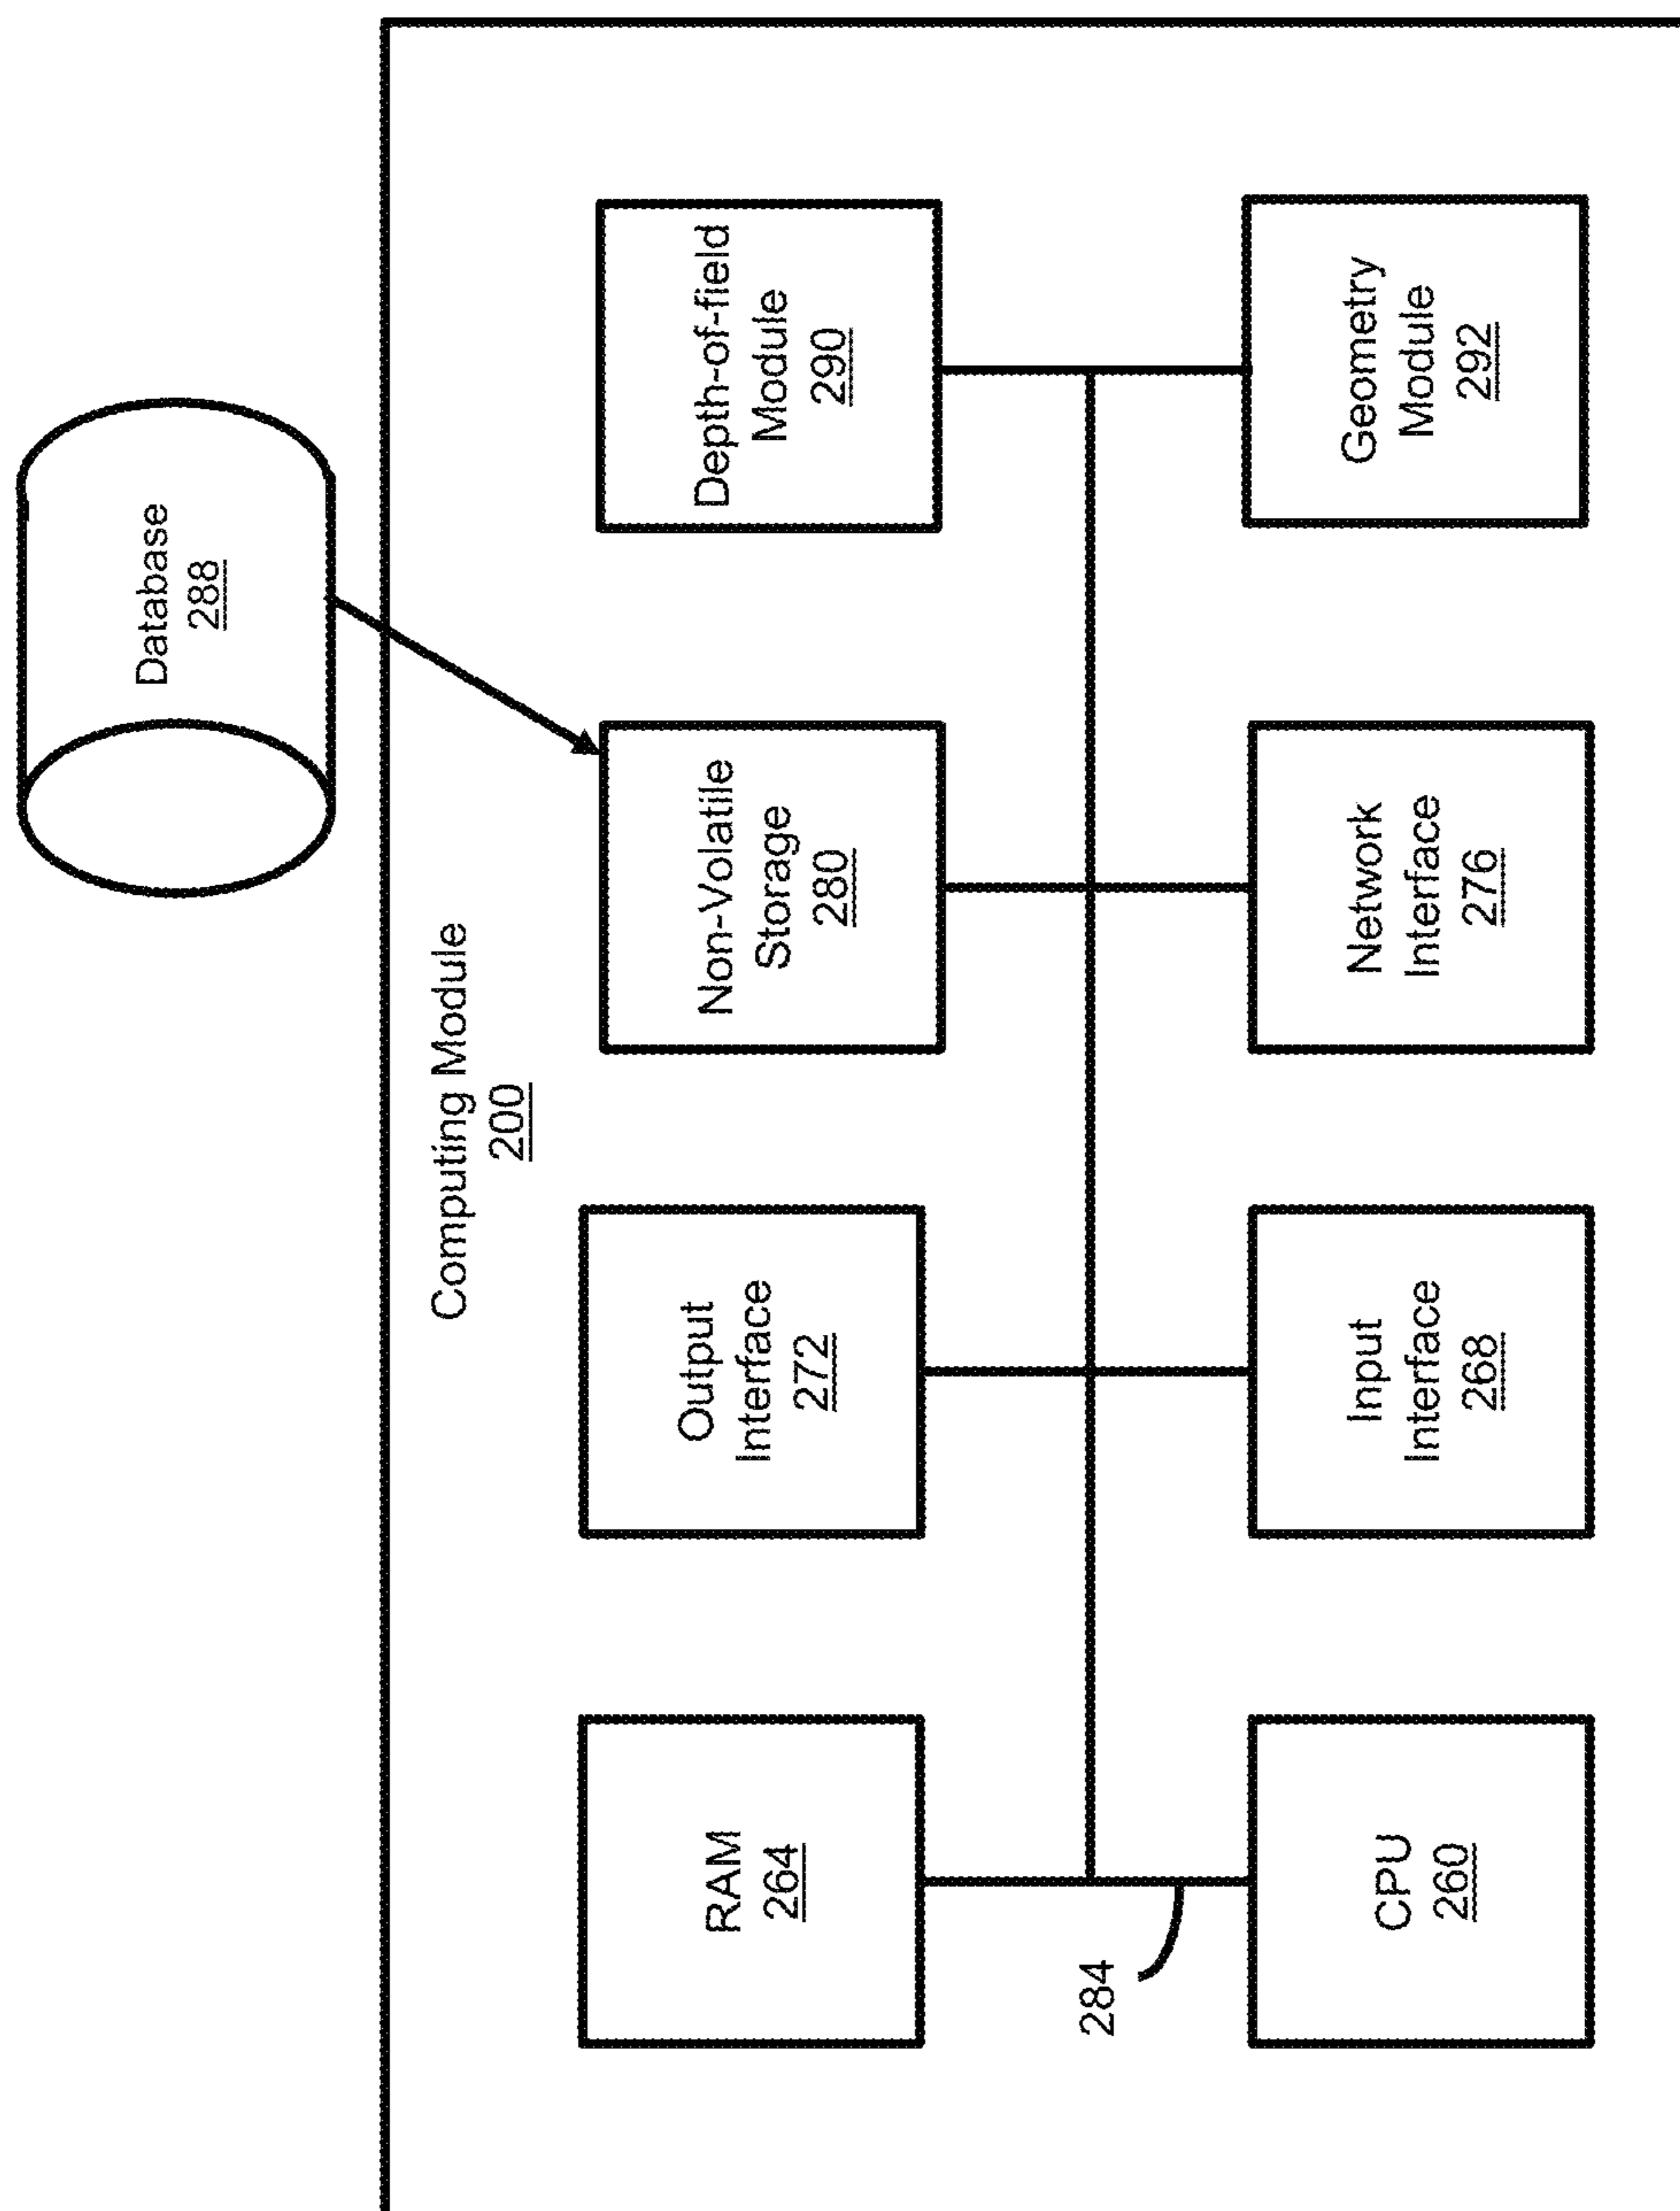 Database
288
Computing Module
200
RAM
264
Output
Interface
272
Non-Volatile
Storage
280
Depth-of-field
Module
290
284
CPU
260
Input
Interface
268
Network
Interface
276
Geometry
Module
292